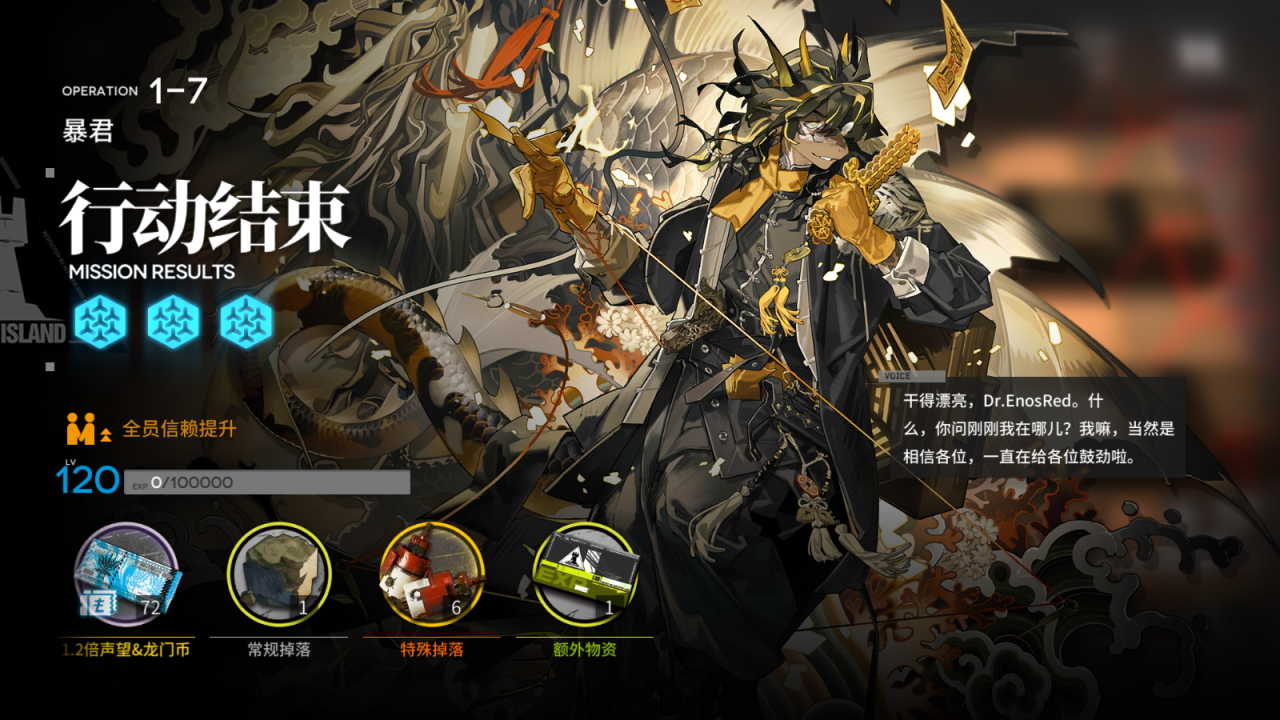 OPERATION 1-7
暴君
行动结束
MISSION RESULTS
ISLAND
全员信赖提升
LV
120
EXP 0/100000
VOICE
干得漂亮，Dr.EnosRed。什
么，你问刚刚我在哪儿？我嘛，当然是
相信各位，一直在给各位鼓劲啦。
72
1
6
EXP
1
1.2倍声望&龙门币
常规掉落
特殊掉落
额外物资